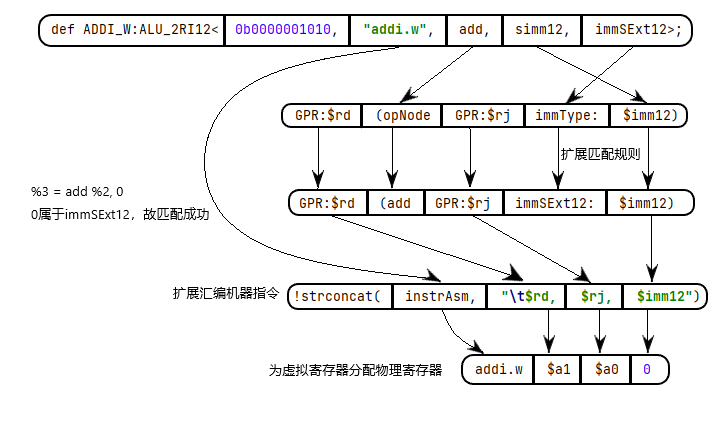 def ADDI_W:ALU_2RI12< 0b0000001010, "addi.w", add, simm12, immSExt12>;
GPR:$rd (opNode GPR:$rj immType: $imm12)
扩展匹配规则
%3 = add %2, 0
0属于immSExt12，故匹配成功
GPR:$rd (add GPR:$rj immSExt12: $imm12)
扩展汇编机器指令
!strconcat( instrAsm, "\t$rd, $rj, $imm12")
为虚拟寄存器分配物理寄存器
addi.w $a1 $a0 0